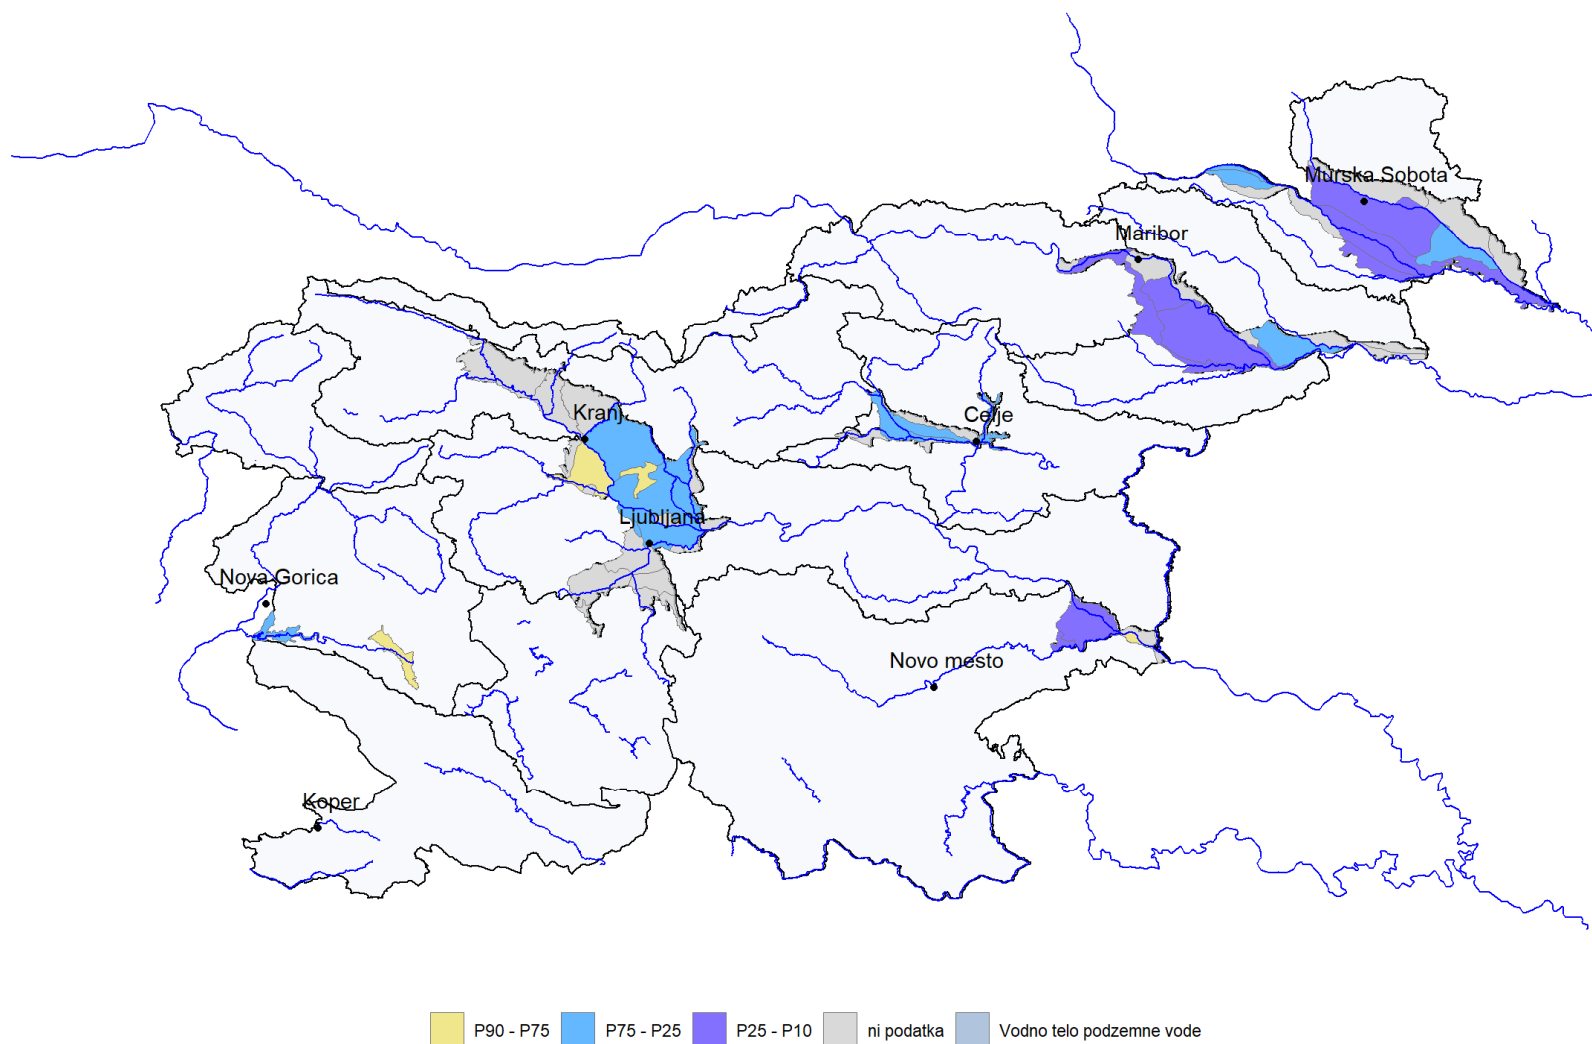 Murska Sobota
Maribor
Kranj
Celje
Ljubljana
Nova Gorica
Novo mesto
Koper
P90 - P75 P75 - P25 P25 - P10 ni podatka Vodno telo podzemne vode